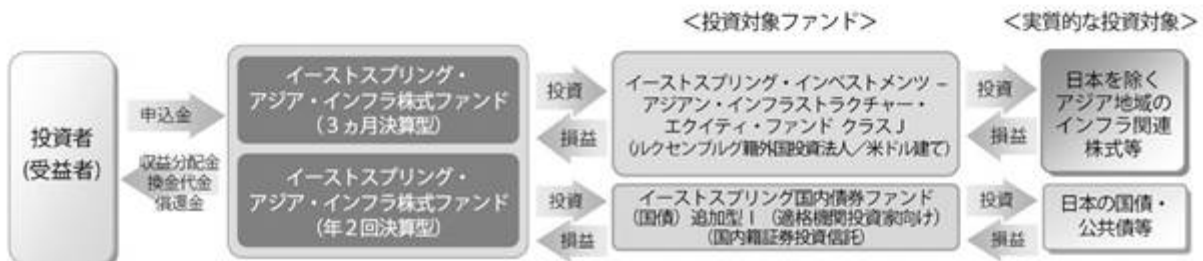 ＜投資対象ファンド＞
＜実質的な投資対象＞
投資者
(受益者)
申込金
収益分配金
換金代金
償還金
イーストスプリング・
アジア・インフラ株式ファンド
(３ヵ月決算型)
イーストスプリング・
アジア・インフラ株式ファンド
(年２回決算型)
投資
損益
投資
損益
イーストスプリング・インベストメンツ －
アジアン・インフラストラクチャー・
エクイティ・ファンド クラスＪ
(ルクセンブルグ籍外国投資法人／米ドル建て)
イーストスプリング国内債券ファンド
(国債) 追加型Ⅰ (適格機関投資家向け)
(国内籍証券投資信託)
投資
損益
投資
損益
日本を除く
アジア地域の
インフラ関連
株式等
日本の国債・
公共債等